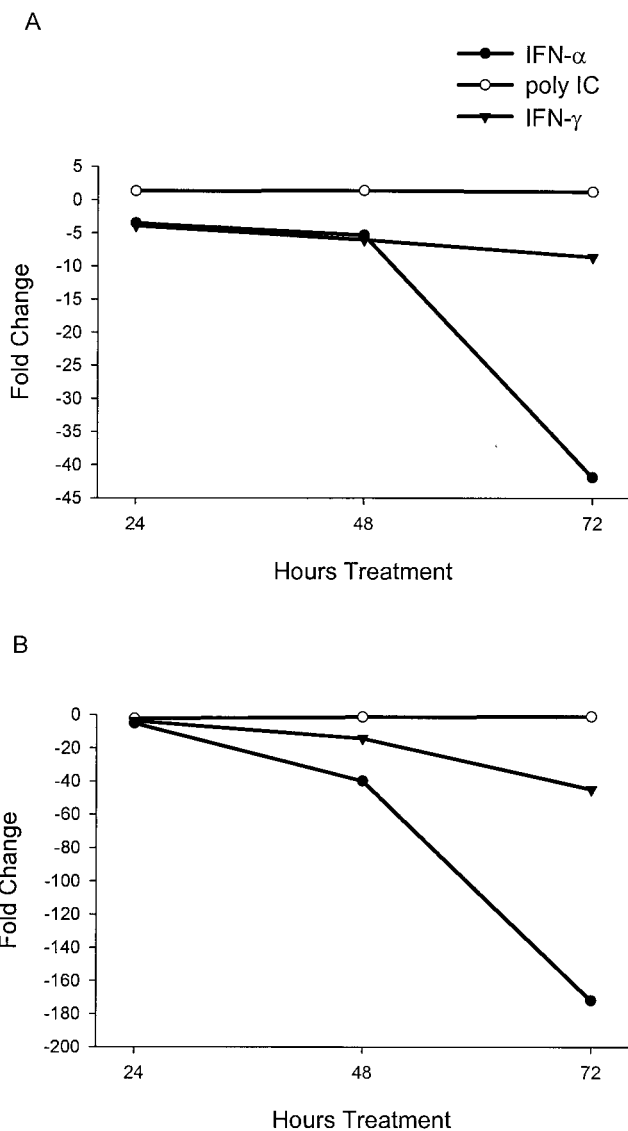 A
IFN-α
poly IC
IFN-γ
5
0
-5
-10
-15
-20
-25
-30
-35
-40
-45
Fold Change
24 48 72
Hours Treatment
B
0
-20
-40
-60
-80
-100
-120
-140
-160
-180
-200
Fold Change
24 48 72
Hours Treatment